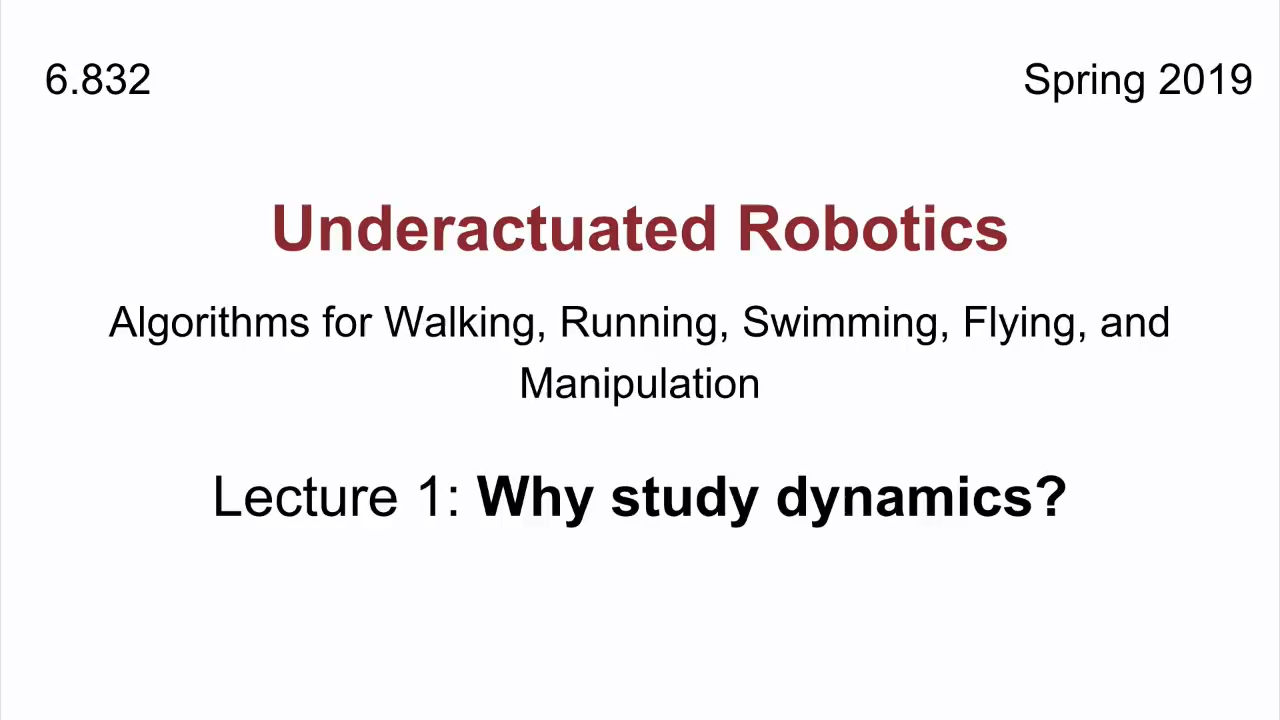 6.832
Spring 2019
Underactuated Robotics
Algorithms for Walking, Running, Swimming, Flying, and
Manipulation
Lecture 1: Why study dynamics?